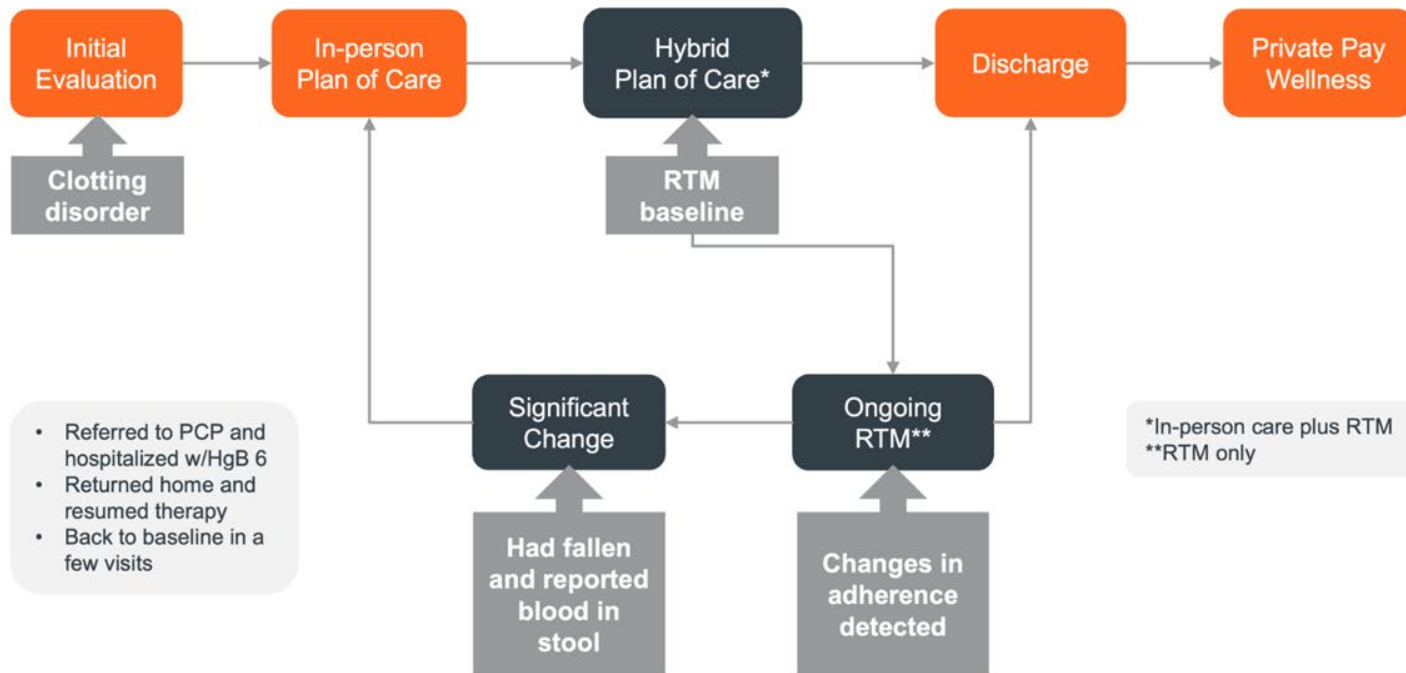 Initial
Evaluation
In-person
Plan of Care
Hybrid
Plan of Care*
Discharge
Private Pay
Wellness
Clotting
disorder
RTM
baseline
Significant
Change
Ongoing
RTM**
• Referred to PCP and
hospitalized w/HgB 6
• Returned home and
resumed therapy
• Back to baseline in a
few visits
*In-person care plus RTM
**RTM only
Had fallen
and reported
blood in
stool
Changes in
adherence
detected